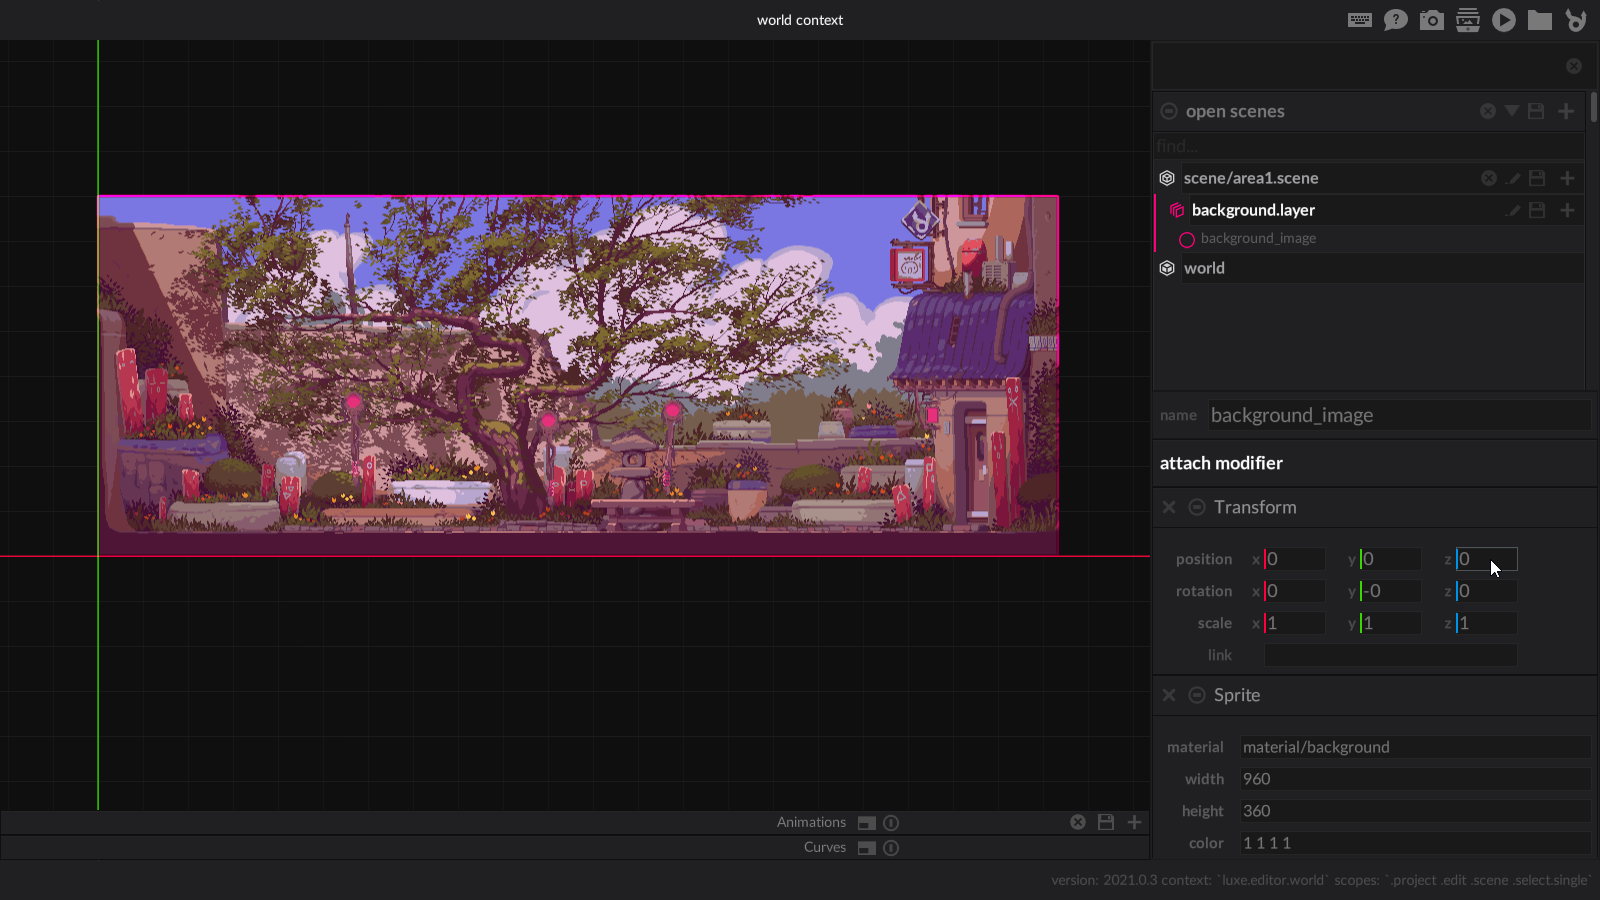 world context
open scenes
find...
scene/area1.scene
background.layer
background_image
world
name background_image
attach modifier
Transform
position x 0 y 0 z 0
rotation x 0 y -0 z 0
scale x 1 y 1 z 1
link
Sprite
material material/background
width 960
height 360
color 1 1 1 1
Animations
Curves
version: 2021.0.3 context: `luxe.editor.world` scopes: `.project .edit .scene .select.single`